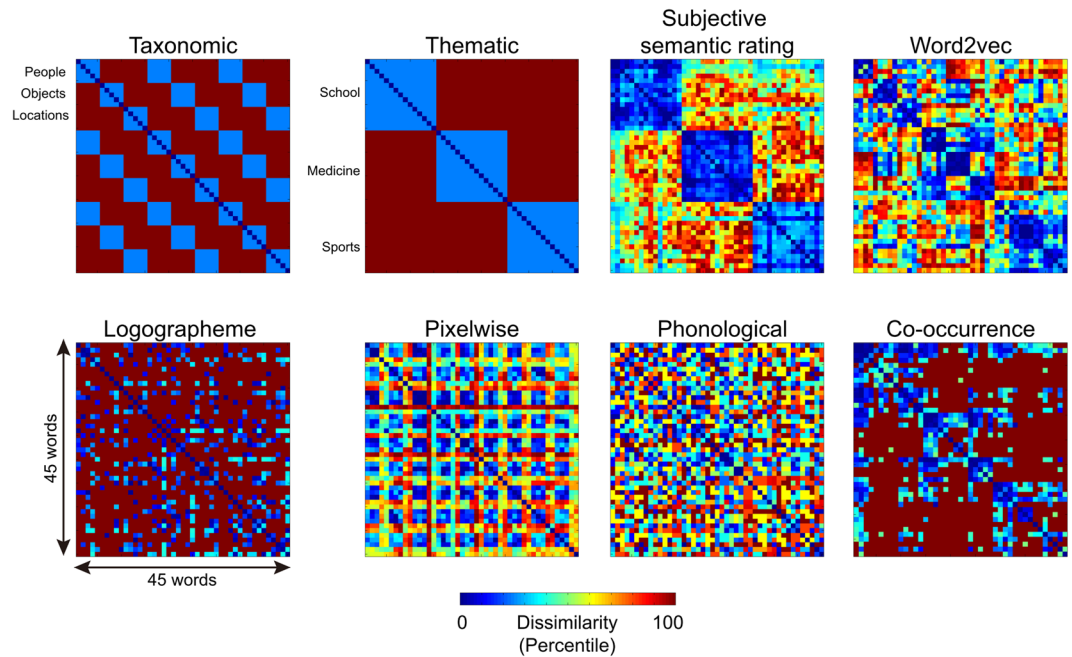 Taxonomic
Thematic
Subjective
semantic rating
Word2vec
People
Objects
Locations
School
Medicine
Sports
Logographeme
Pixelwise
Phonological
Co-occurrence
45 words
45 words
0
Dissimilarity
(Percentile)
100